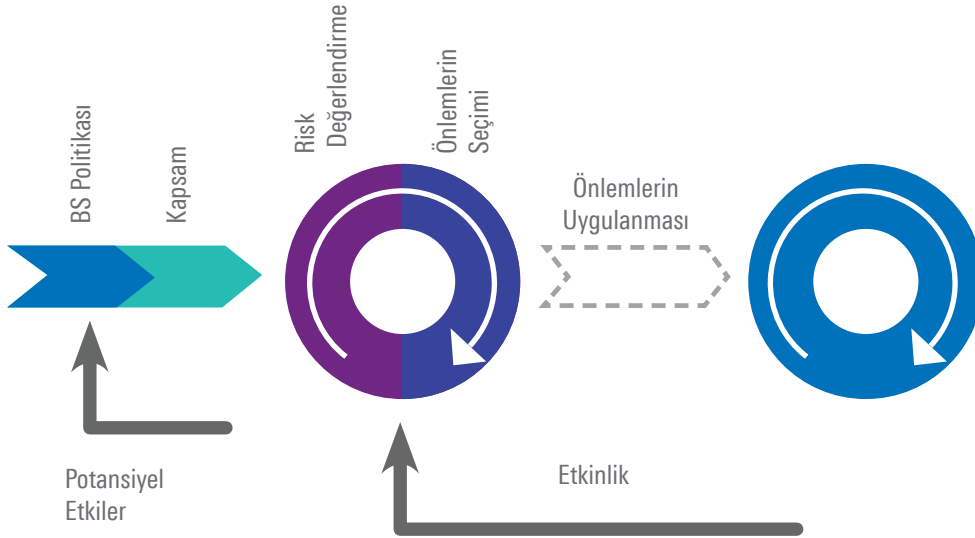 BS Politikası
Kapsam
Risk
Değerlendirme
Önlemlerin
Seçimi
Önlemlerin
Uygulanması
Potansiyel
Etkiler
Etkinlik